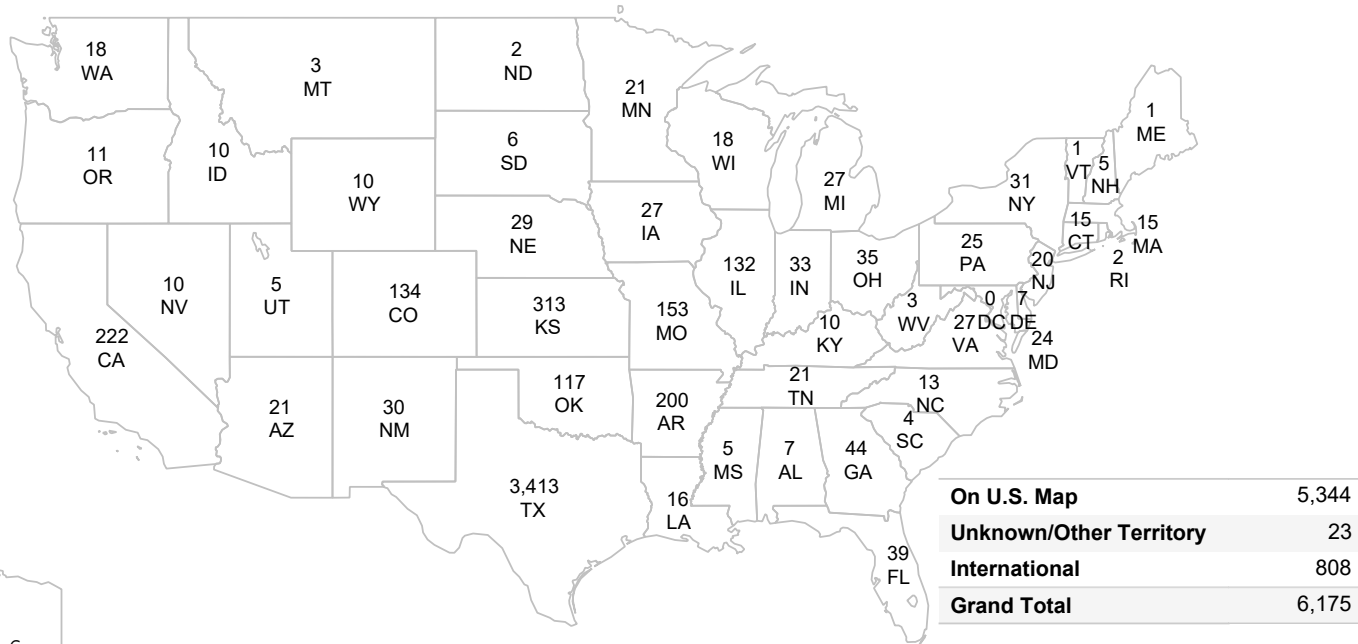 18
WA
3
MT
2
ND
21
MN
1
ME
11
OR
10
ID
10
WY
6
SD
18
WI
27
MI
1
VT
5
NH
31
NY
29
NE
27
IA
15
CT
15
MA
2
RI
10
NV
5
UT
134
CO
313
KS
153
MO
132
IL
33
IN
35
OH
25
PA
20
NJ
222
CA
10
KY
3
WV
27
VA
0
DC
7
DE
24
MD
21
AZ
30
NM
117
OK
200
AR
21
TN
13
NC
4
SC
3,413
TX
16
LA
5
MS
7
AL
44
GA
39
FL
On U.S. Map 5,344
Unknown/Other Territory 23
International 808
Grand Total 6,175